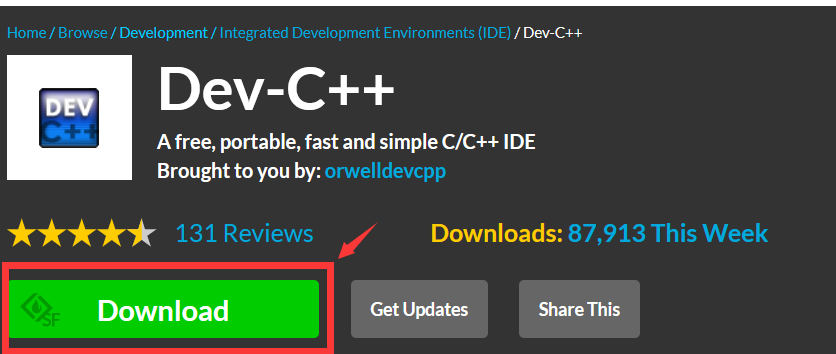 Home / Browse / Development / Integrated Development Environments (IDE) / Dev-C++
DEV
C++
Dev-C++
A free, portable, fast and simple C/C++ IDE
Brought to you by: orwelldevcpp
131 Reviews
Downloads: 87,913 This Week
SF
Download
Get Updates
Share This